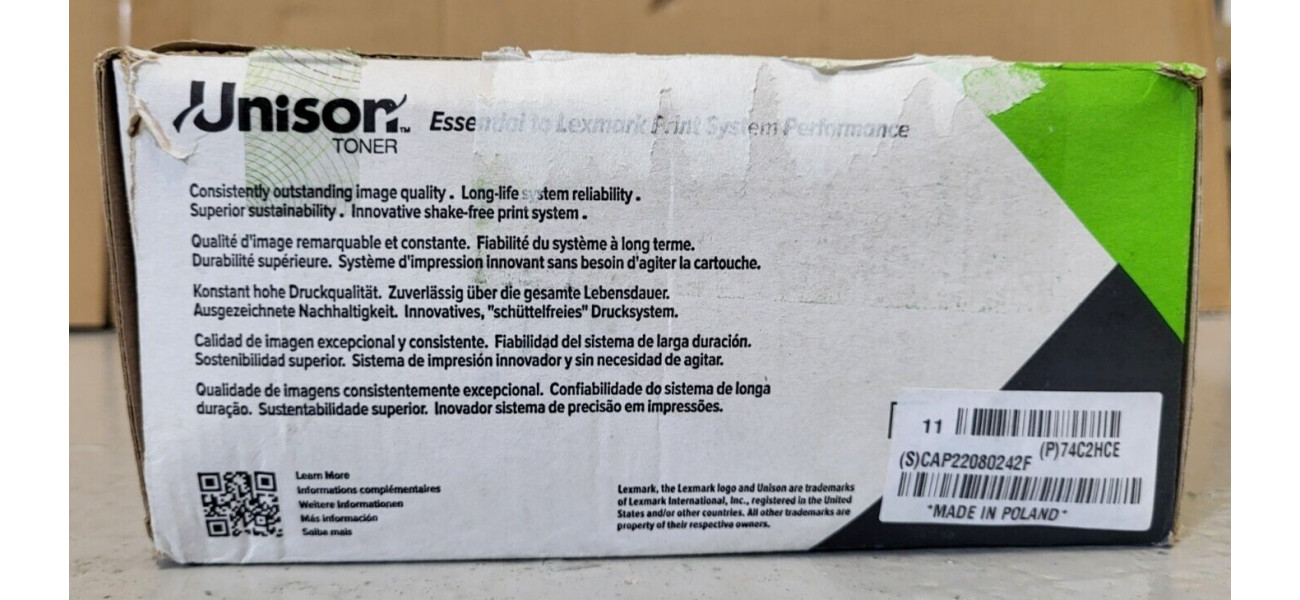 Unison™ Essential to Lexmark Print System Performance
TONER
Consistently outstanding image quality. Long-life system reliability.
Superior sustainability. Innovative shake-free print system.
Qualité d'image remarquable et constante. Fiabilité du système à long terme.
Durabilité supérieure. Système d'impression innovant sans besoin d'agiter la cartouche.
Konstant hohe Druckqualität. Zuverlässig über die gesamte Lebensdauer.
Ausgezeichnete Nachhaltigkeit. Innovatives, "schüttelfreies" Drucksystem.
Calidad de imagen excepcional y consistente. Fiabilidad del sistema de larga duración.
Sostenibilidad superior. Sistema de impresión innovador y sin necesidad de agitar.
Qualidade de imagens consistentemente excepcional. Confiabilidade do sistema de longa
duração. Sustentabilidade superior. Inovador sistema de precisão em impressões.
Learn More
Informations complémentaires
Weitere Informationen
Más información
Saiba mais
Lexmark, the Lexmark logo and Unison are trademarks
of Lexmark International, Inc., registered in the United
States and/or other countries. All other trademarks are
property of their respective owners.
11
(P)74C2HCE
(S)CAP22080242F
*MADE IN POLAND*